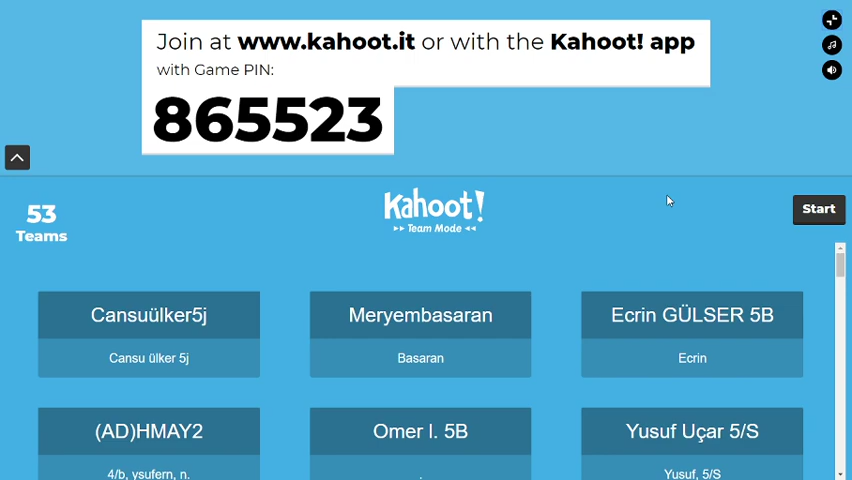 Join at www.kahoot.it or with the Kahoot! app
with Game PIN:
865523
53
Teams
Kahoot!
Team Mode
Start
Cansuülker5j
Cansu ülker 5j
Meryembasaran
Basaran
Ecrin GÜLSER 5B
Ecrin
(AD)HMAY2
4/b, ysufern, n.
Omer I. 5B
.
Yusuf Uçar 5/S
Yusuf, 5/S